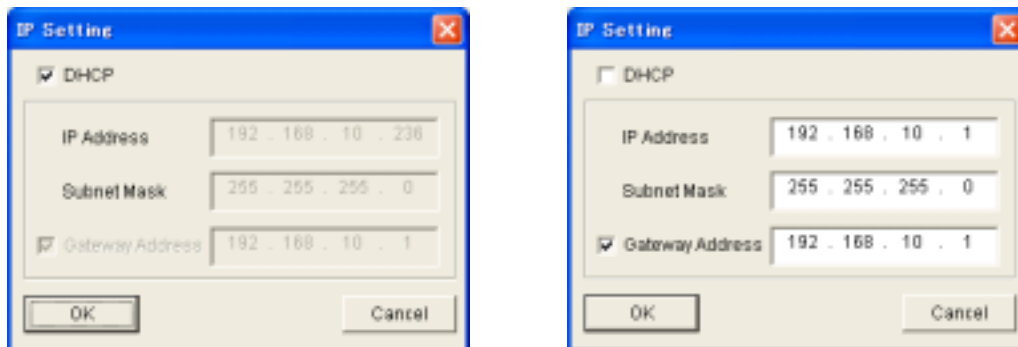 IP Setting
DHCP
IP Address 192 . 168 . 10 . 236
Subnet Mask 255 . 255 . 255 . 0
Gateway Address 192 . 168 . 10 . 1
OK Cancel
IP Setting
DHCP
IP Address 192 . 168 . 10 . 1
Subnet Mask 255 . 255 . 255 . 0
Gateway Address 192 . 168 . 10 . 1
OK Cancel